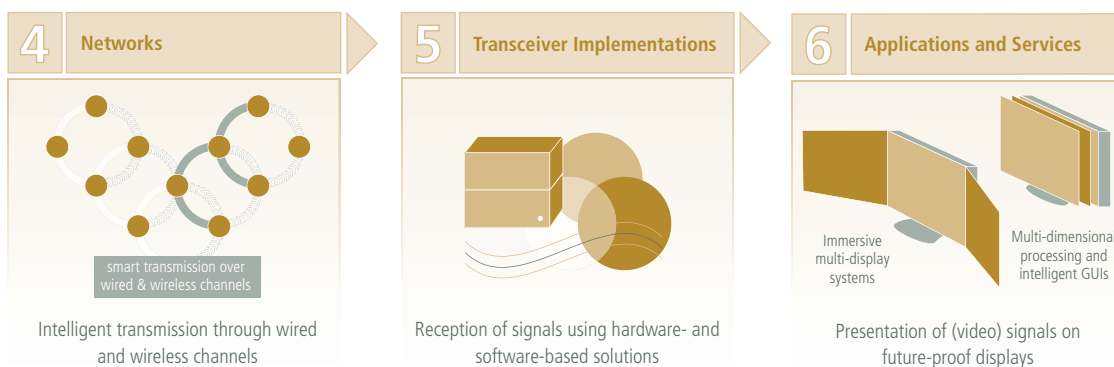 4
Networks
smart transmission over
wired & wireless channels
Intelligent transmission through wired
and wireless channels
5
Transceiver Implementations
Reception of signals using hardware- and
software-based solutions
6
Applications and Services
Immersive
multi-display
systems
Multi-dimensiona
processing and
intelligent GUIs
Presentation of (video) signals on
future-proof displays